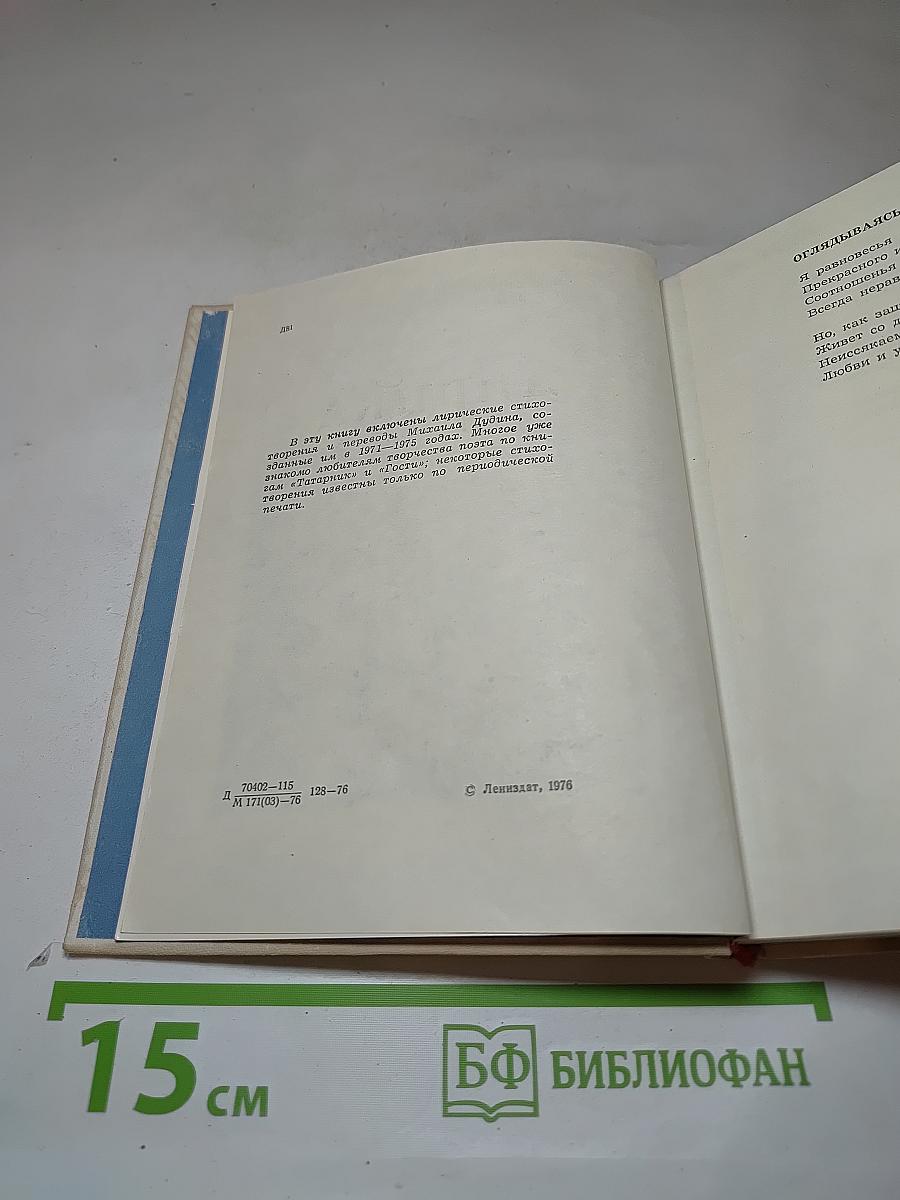 Д81
В эту книгу включены лирические стихо-
творения и переводы Михаила Дудина, со-
зданные им в 1971—1975 годах. Многое уже
знакомо любителям творчества поэта по кни-
гам «Татарник» и «Гости»; некоторые стихо-
творения известны только по периодической
печати.
Д 70402—115
М 171(03)—76 128—76
© Лениздат, 1976
ОГЛЯДЫВАЯСЬ
Я равновесья
Прекрасного и
Соотношенья
Всегда нерав
Но, как защ
Живет со д
Неиссякаем
Любви и у
15 см
БФ БИБЛИОФАН